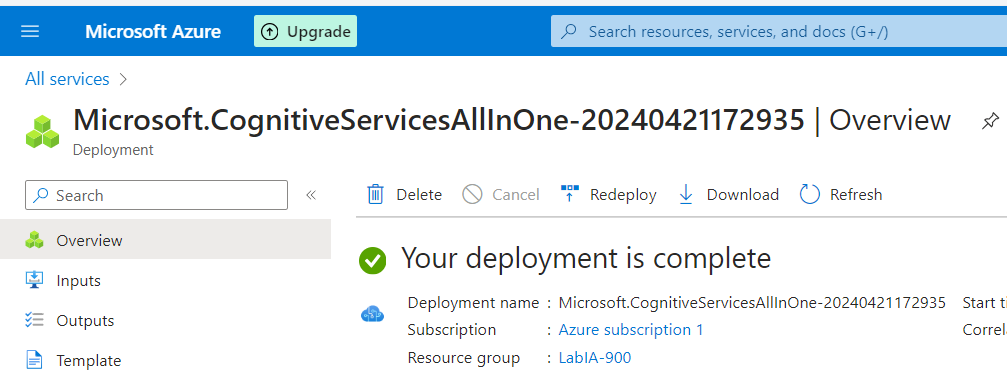 Microsoft Azure Upgrade Search resources, services, and docs (G+/)
All services >
Microsoft.CognitiveServicesAllInOne-20240421172935 | Overview
Deployment
Search «
Delete Cancel Redeploy Download Refresh
Overview
Inputs
Outputs
Template
Your deployment is complete
Deployment name : Microsoft.CognitiveServicesAllInOne-20240421172935 Start ti
Subscription : Azure subscription 1 Correl
Resource group : LabIA-900